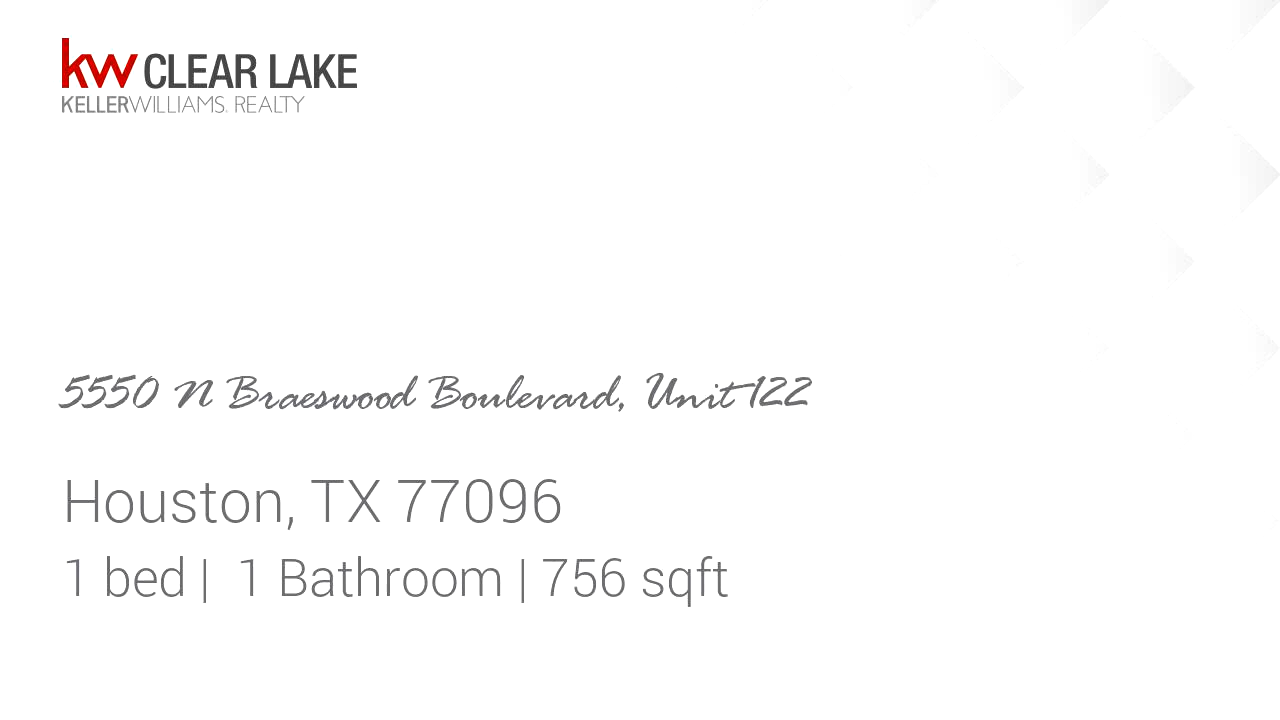 kw CLEAR LAKE
KELLERWILLIAMS. REALTY
5550 N Braeswood Boulevard, Unit 122
Houston, TX 77096
1 bed | 1 Bathroom | 756 sqft